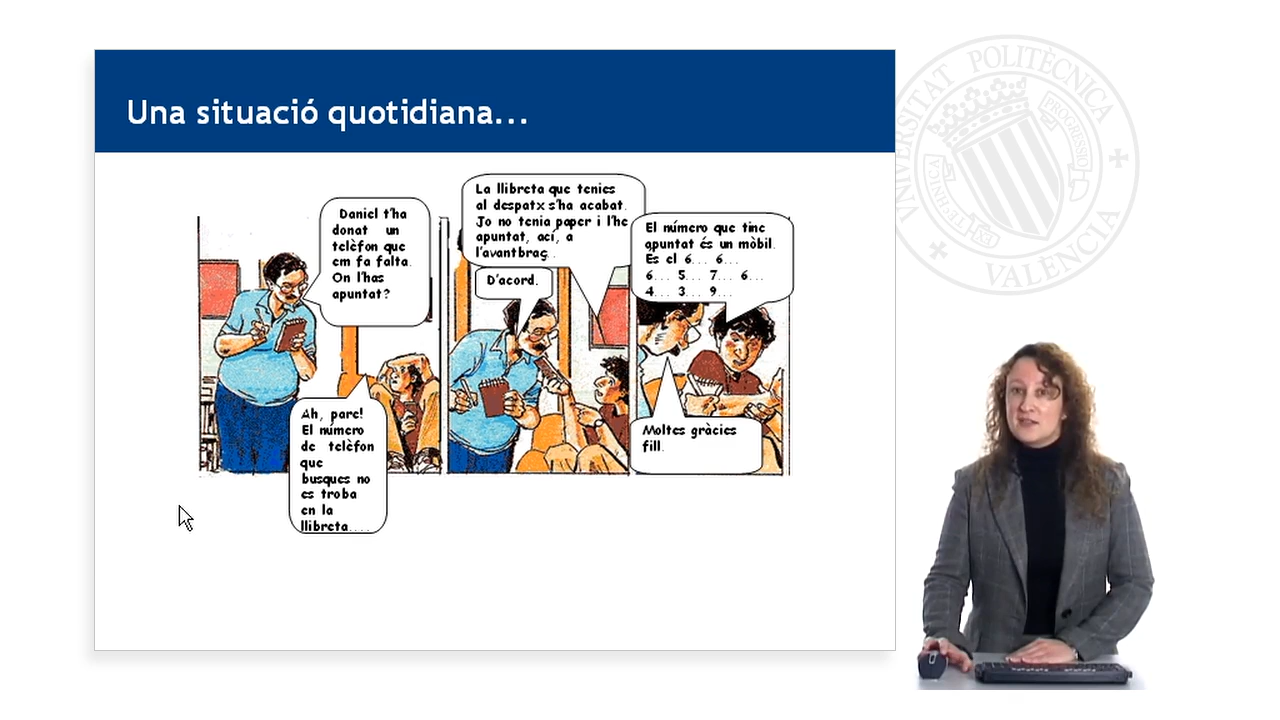 Una situació quotidiana...
Daniel t'ha
donat un
telèfon que
em fa falta.
On l'has
apuntat?
Ah, pare!
El número
de telèfon
que
busques no
es troba
en la
llibreta....
La llibreta que tenies
al despatx s'ha acabat.
Jo no tenia paper i l'he
apuntat, ací, a
l'avantbraç..
D'acord.
El número que tinc
apuntat és un mòbil.
Es el 6... 6...
6... 5... 7... 6...
4... 3... 9...
Moltes gràcies
fill.
UNIVERSITAT POLITÈCNICA
VALÈNCIA
PROGRESSIO